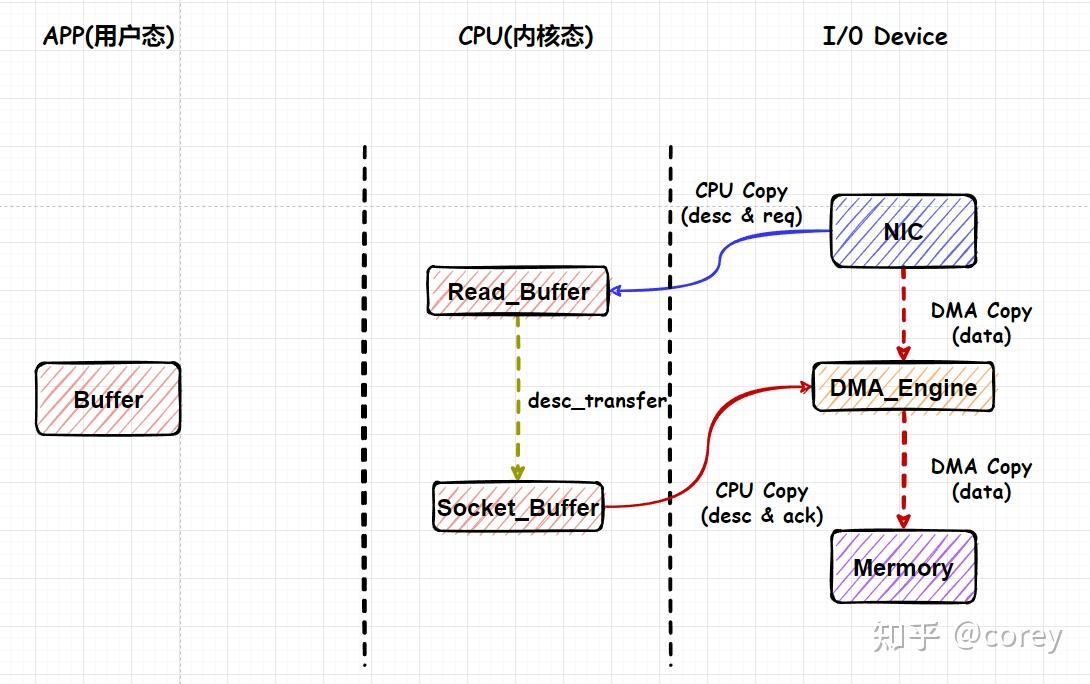 APP(用户态)
CPU(内核态)
I/O Device
CPU Copy
(desc & req)
NIC
Read_Buffer
DMA Copy
(data)
Buffer
desc_transfer
DMA_Engine
DMA Copy
(data)
CPU Copy
(desc & ack)
Socket_Buffer
Mermory
知乎 @corey